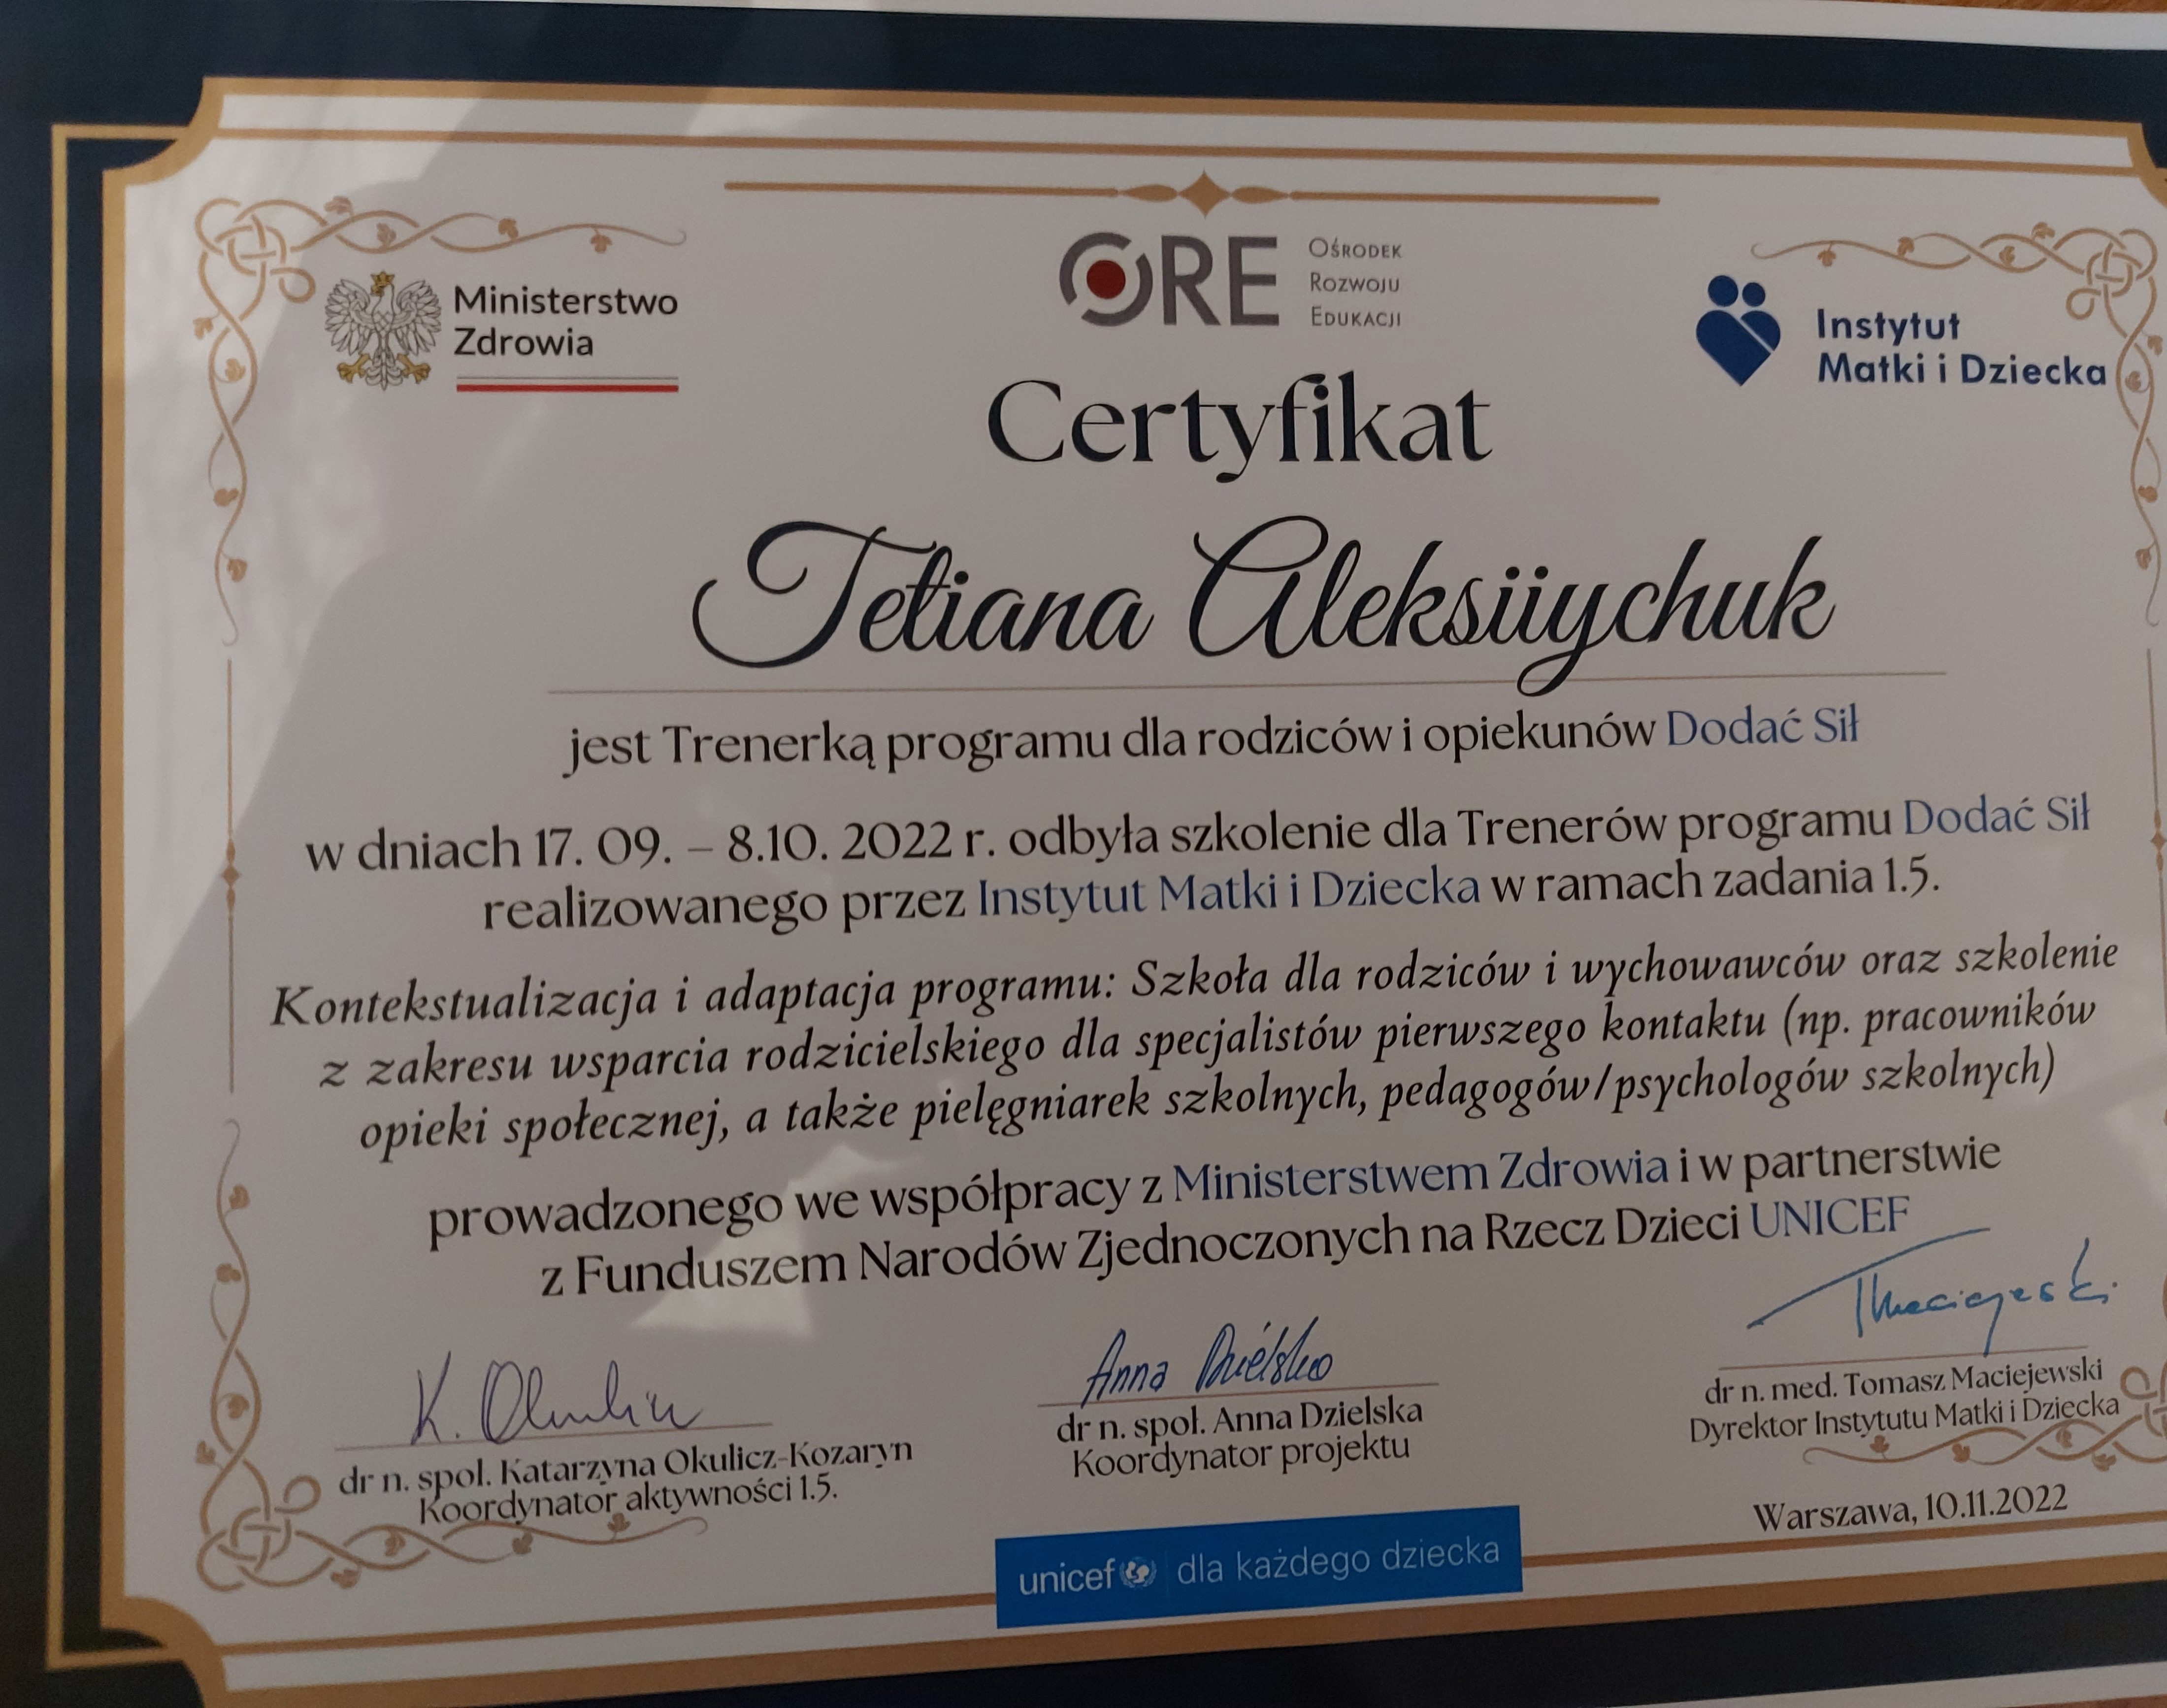 Ministerstwo
Zdrowia
ORE
Ośrodek
Rozwoju
Edukacji
Instytut
Matki i Dziecka
Certyfikat
Tetiana Aleksiiychuk
jest Trenerką programu dla rodziców i opiekunów Dodać Sił
w dniach 17. 09. – 8.10. 2022 r. odbyła szkolenie dla Trenerów programu Dodać Sił
realizowanego przez Instytut Matki i Dziecka w ramach zadania 1.5.
Kontekstualizacja i adaptacja programu: Szkoła dla rodziców i wychowawców oraz szkolenie
z zakresu wsparcia rodzicielskiego dla specjalistów pierwszego kontaktu (np. pracowników
opieki społecznej, a także pielęgniarek szkolnych, pedagogów/psychologów szkolnych)
prowadzonego we współpracy z Ministerstwem Zdrowia i w partnerstwie
z Funduszem Narodów Zjednoczonych na Rzecz Dzieci UNICEF
K. Okulicz
dr n. społ. Katarzyna Okulicz-Kozaryn
Koordynator aktywności 1.5.
Anna Dzielska
dr n. społ. Anna Dzielska
Koordynator projektu
TMaciejewski
dr n. med. Tomasz Maciejewski
Dyrektor Instytutu Matki i Dziecka
Warszawa, 10.11.2022
unicef dla każdego dziecka